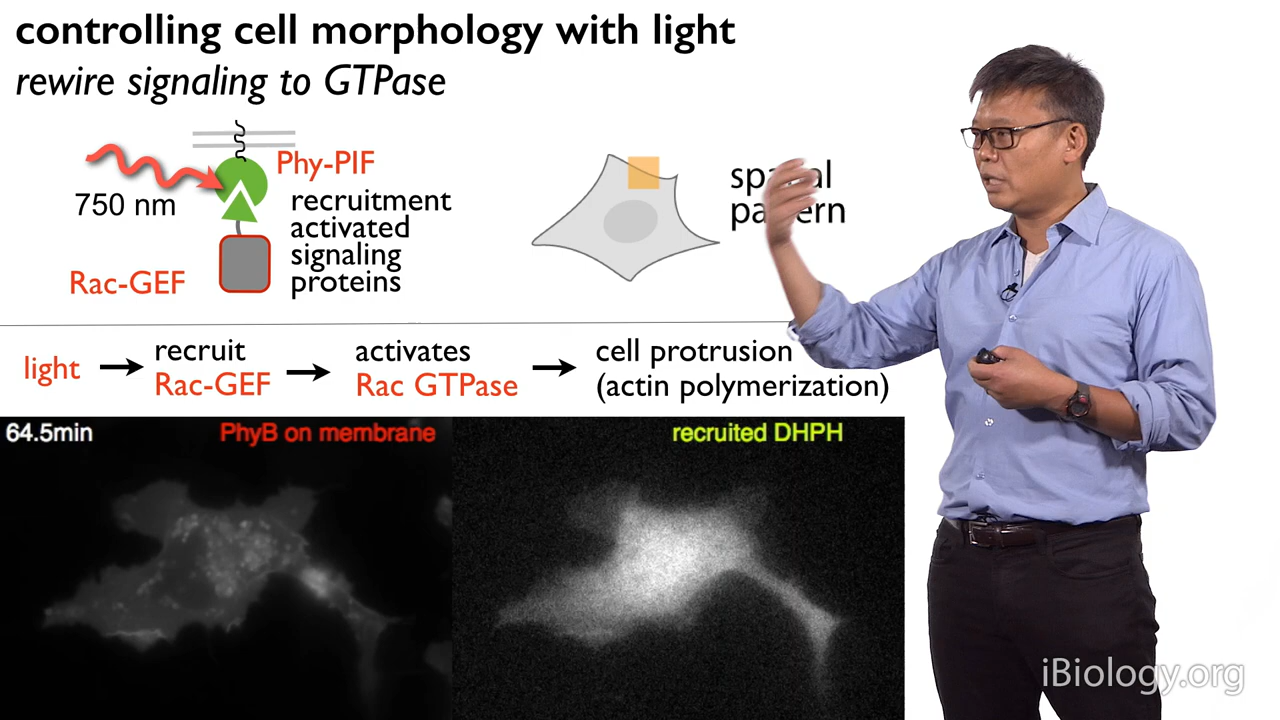 controlling cell morphology with light
rewire signaling to GTPase
Phy-PIF
750 nm
recruitment
activated
signaling
proteins
Rac-GEF
light
recruit
Rac-GEF
activates
Rac GTPase
cell protrusion
(actin polymerization)
64.5min
PhyB on membrane
recruited DHPH
iBiology.org